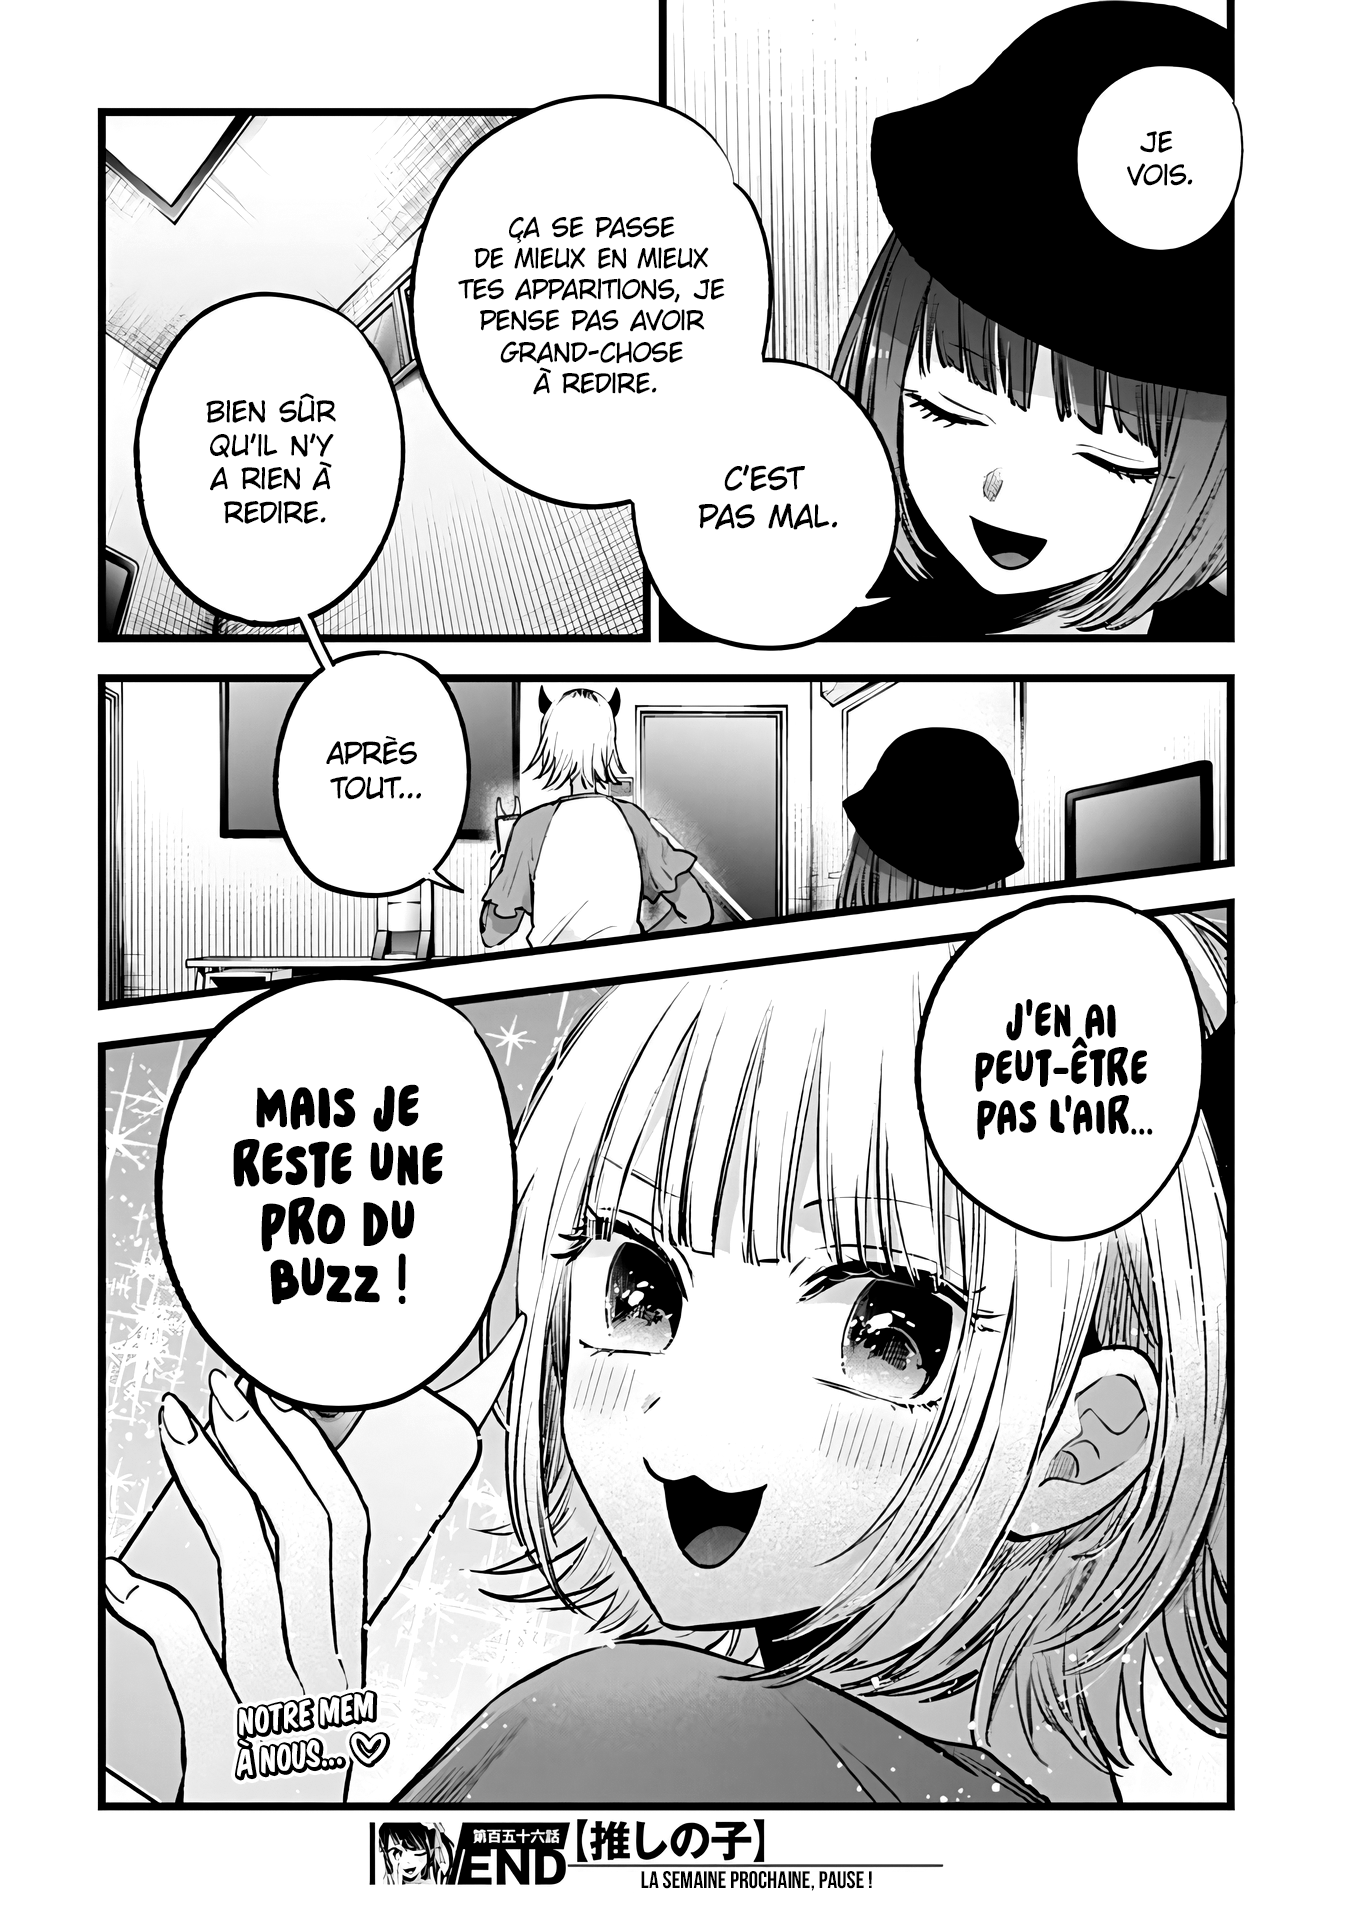 JE
VOIS.
C'EST
PAS MAL.
ÇA SE PASSE
DE MIEUX EN MIEUX
TES APPARITIONS, JE
PENSE PAS AVOIR
GRAND-CHOSE
À REDIRE.
BIEN SÛR
QU'IL N'Y
A RIEN À
REDIRE.
APRÈS
TOUT...
J'EN AI
PEUT-ÊTRE
PAS L'AIR...
MAIS JE
RESTE UNE
PRO DU
BUZZ !
NOTRE MEM
À NOUS... ♡
第百五十六話
END
【推しの子】
LA SEMAINE PROCHAINE, PAUSE !